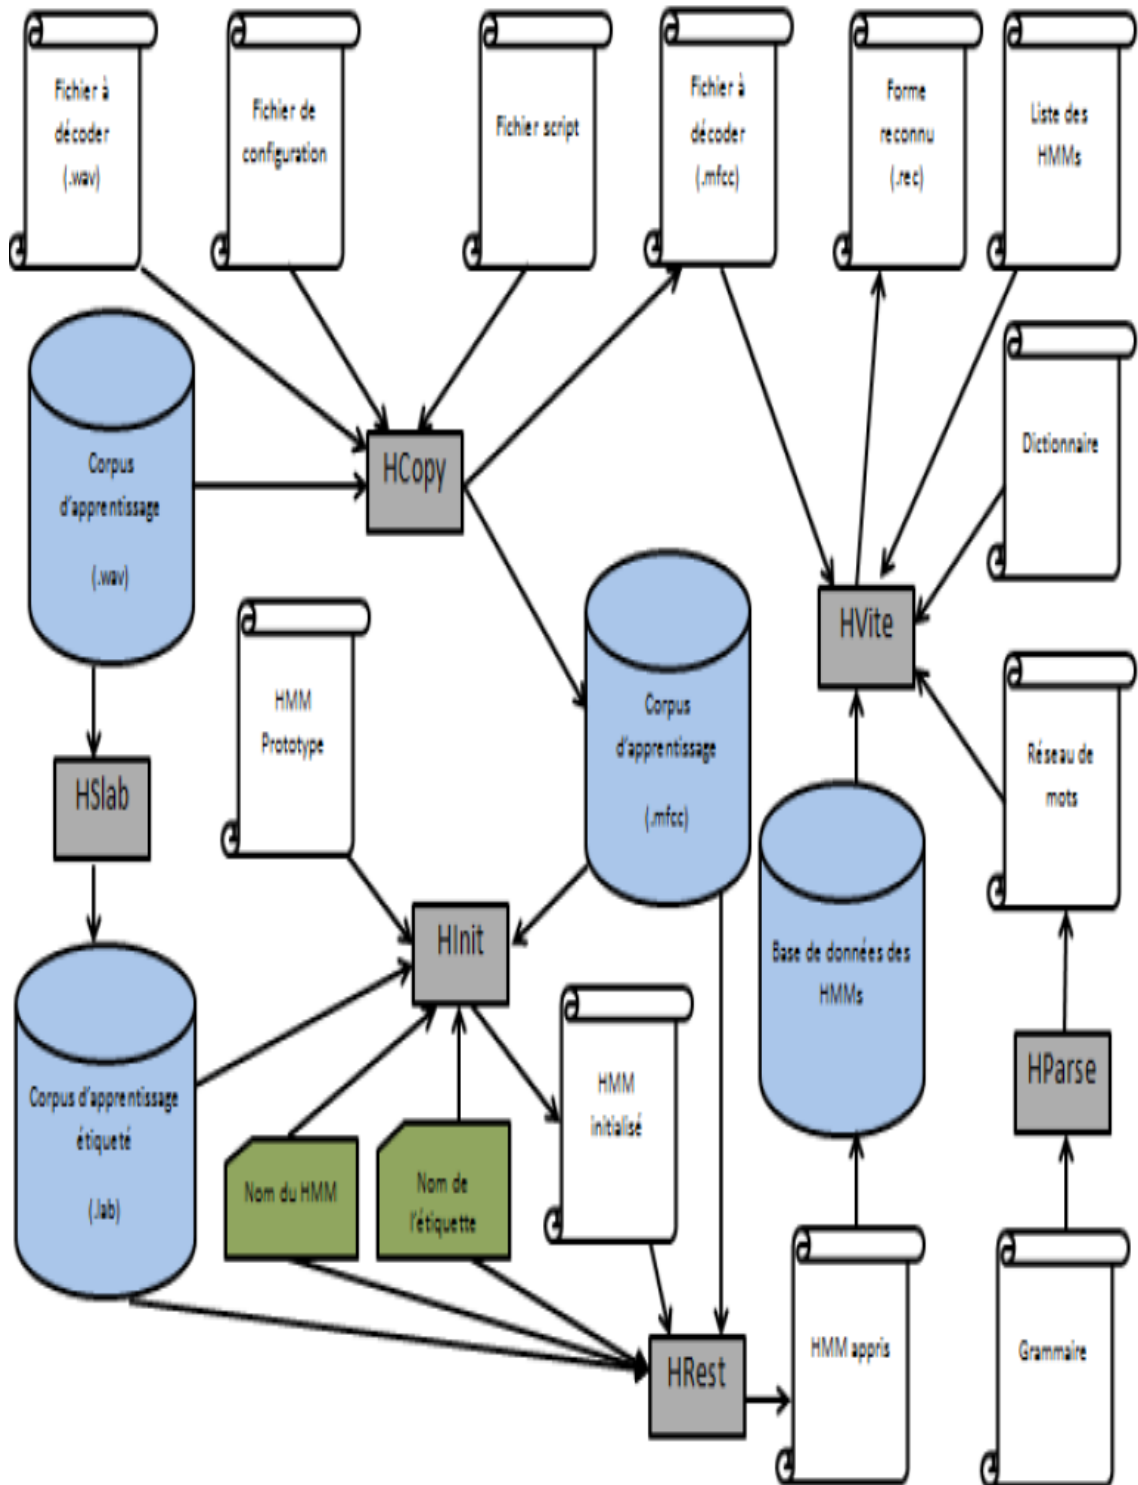 Fichier à
décoder
(.wav)
Fichier de
configuration
Fichier script
Fichier à
décoder
(.mfcc)
Forme
reconnu
(.rec)
Liste des
HMMs
Corpus
d'apprentissage
(.wav)
HCopy
Dictionnaire
HVite
HMM
Prototype
Corpus
d'apprentissage
(.mfcc)
Réseau de
mots
HSlab
HInit
Base de données des
HMMs
Corpus d'apprentissage
étiqueté
(.lab)
HMM
initialisé
HParse
Nom du HMM
Nom de
l'étiquette
HRest
HMM appris
Grammaire